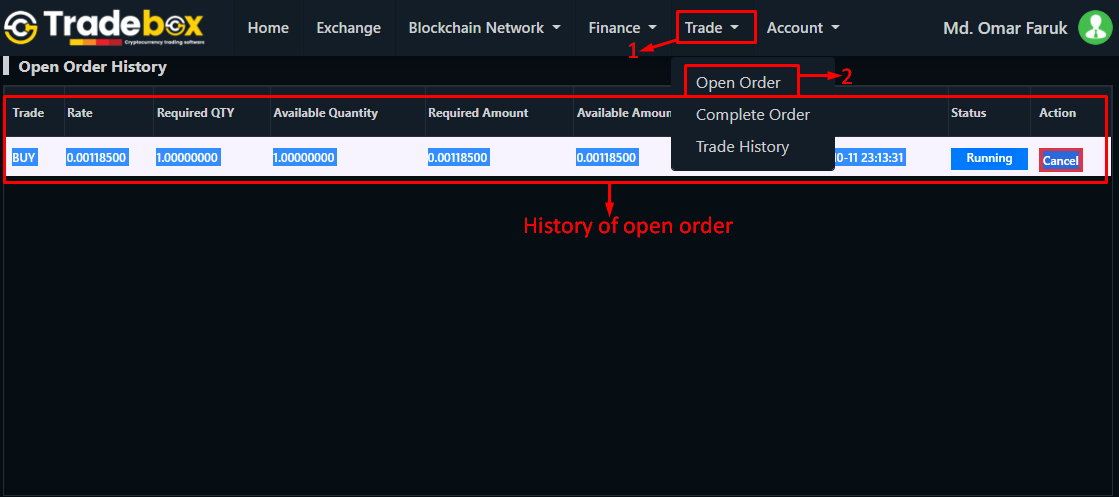 Tradebox
Cryptocurrency trading software
Home Exchange Blockchain Network Finance Trade Account Md. Omar Faruk
1
Open Order History
Open Order 2
Complete Order
Trade History
Trade Rate Required QTY Available Quantity Required Amount Available Amoun Status Action
BUY 0.00118500 1.00000000 1.00000000 0.00118500 0.00118500 0-11 23:13:31 Running Cancel
History of open order